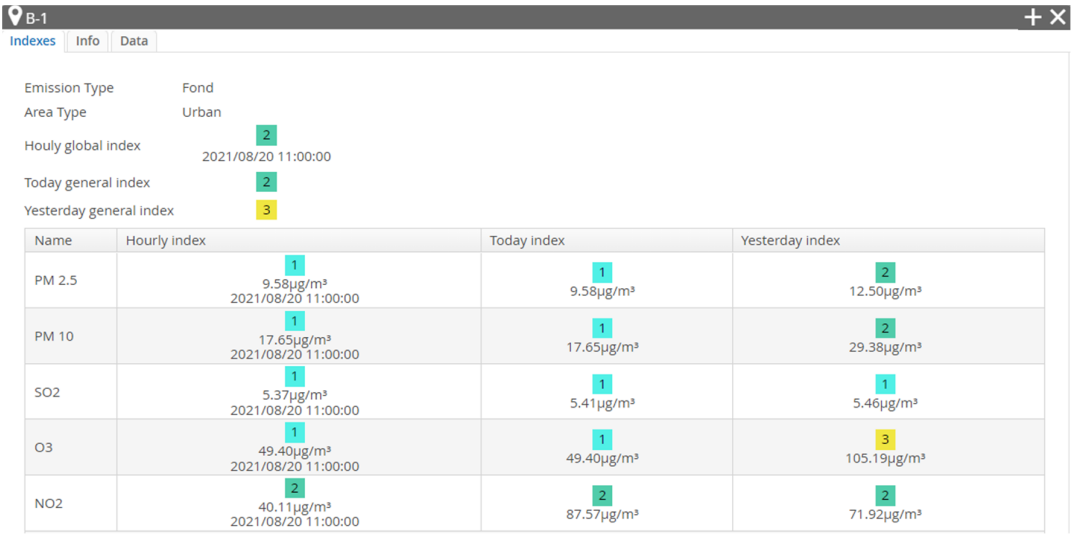 B-1
Indexes Info Data
Emission Type Fond
Area Type Urban
Houly global index 2
2021/08/20 11:00:00
Today general index 2
Yesterday general index 3
Name Hourly index Today index Yesterday index
PM 2.5
1
9.58µg/m³
2021/08/20 11:00:00
1
9.58µg/m³
2
12.50µg/m³
PM 10
1
17.65µg/m³
2021/08/20 11:00:00
1
17.65µg/m³
2
29.38µg/m³
SO2
1
5.37µg/m³
2021/08/20 11:00:00
1
5.41µg/m³
1
5.46µg/m³
O3
1
49.40µg/m³
2021/08/20 11:00:00
1
49.40µg/m³
3
105.19µg/m³
NO2
2
40.11µg/m³
2021/08/20 11:00:00
2
87.57µg/m³
2
71.92µg/m³